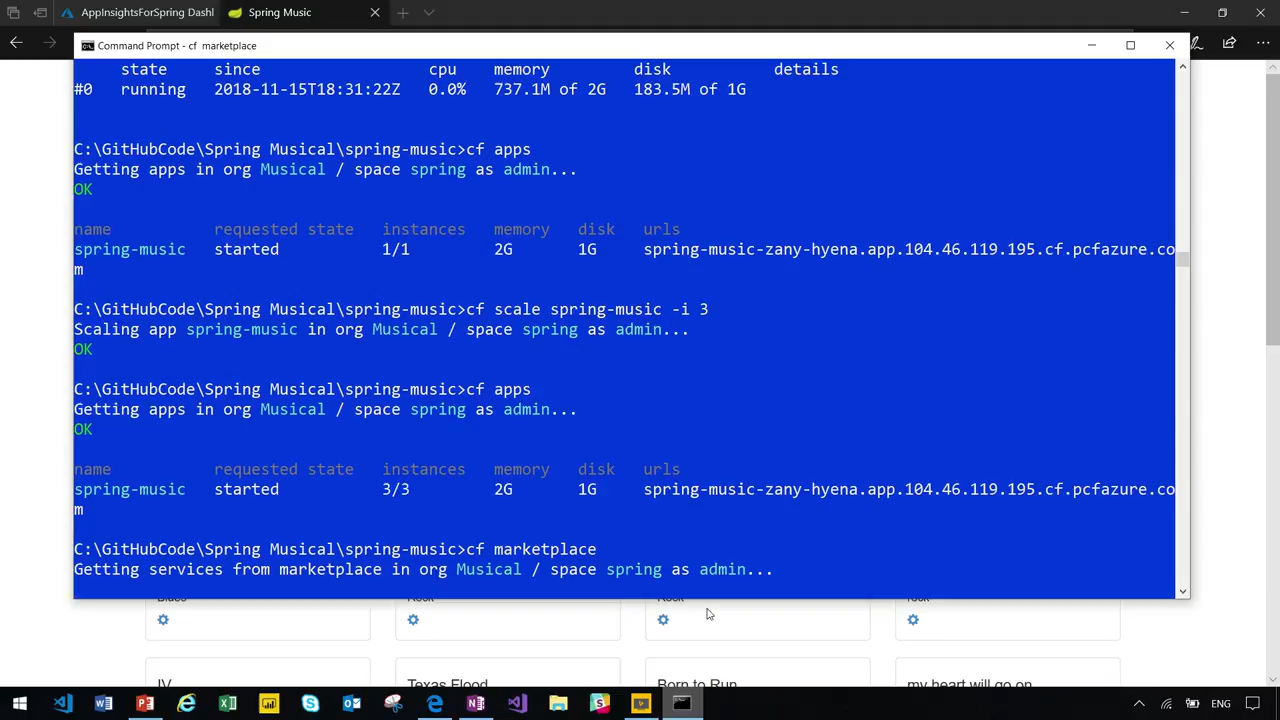 AppInsightsForSpring Dashl
Spring Music
Command Prompt - cf  marketplace
state since cpu memory disk details
#0 running 2018-11-15T18:31:22Z 0.0% 737.1M of 2G 183.5M of 1G
C:\GitHubCode\Spring Musical\spring-music>cf apps
Getting apps in org Musical / space spring as admin...
OK
name requested state instances memory disk urls
spring-music started 1/1 2G 1G spring-music-zany-hyena.app.104.46.119.195.cf.pcfazure.co
m
C:\GitHubCode\Spring Musical\spring-music>cf scale spring-music -i 3
Scaling app spring-music in org Musical / space spring as admin...
OK
C:\GitHubCode\Spring Musical\spring-music>cf apps
Getting apps in org Musical / space spring as admin...
OK
name requested state instances memory disk urls
spring-music started 3/3 2G 1G spring-music-zany-hyena.app.104.46.119.195.cf.pcfazure.co
m
C:\GitHubCode\Spring Musical\spring-music>cf marketplace
Getting services from marketplace in org Musical / space spring as admin...
Blues Rock Rock rock
IV Texas Flood Born to Run my heart will go on
ENG